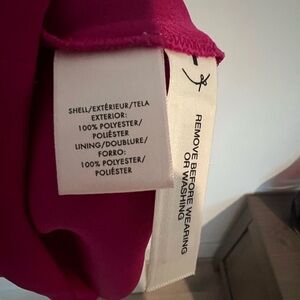 SHELL/EXTÉRIEUR/TELA
EXTERIOR:
100% POLYESTER/
POLIÉSTER
LINING/DOUBLURE/
FORRO:
100% POLYESTER/
POLIÉSTER
REMOVE BEFORE WEARING
OR WASHING